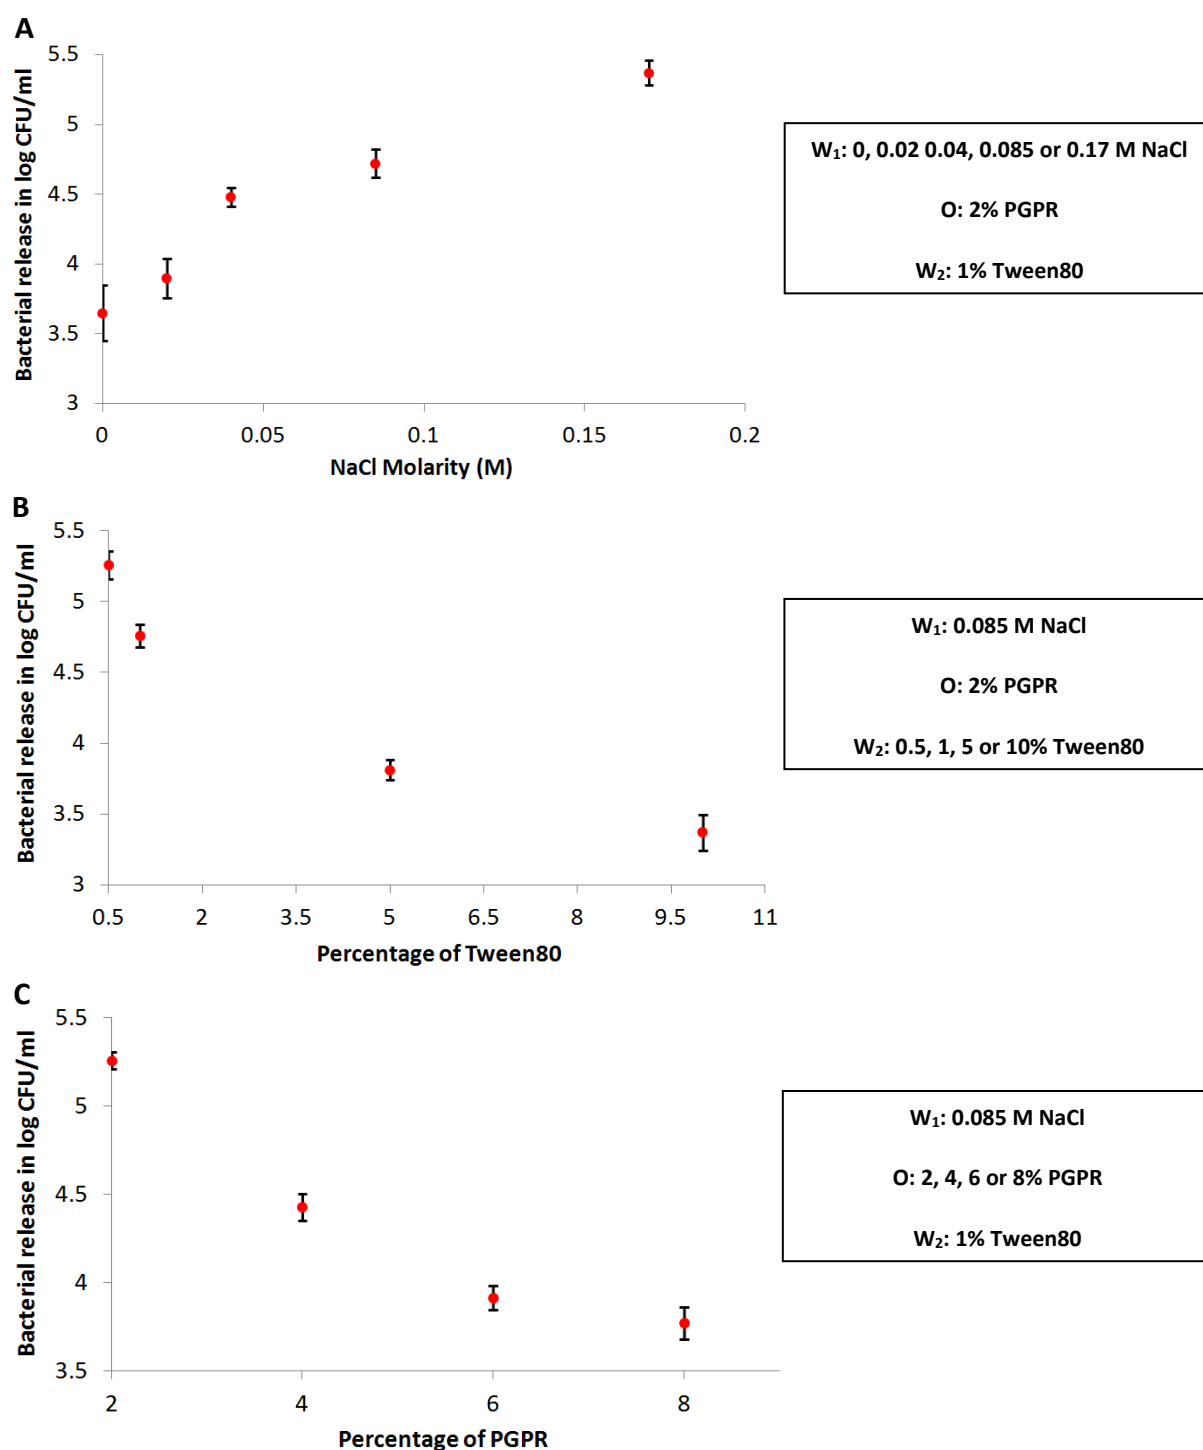 A
Bacterial release in log CFU/ml
5.5
5
4.5
4
3.5
3
0 0.05 0.1 0.15 0.2
NaCl Molarity (M)
W₁: 0, 0.02 0.04, 0.085 or 0.17 M NaCl
O: 2% PGPR
W₂: 1% Tween80
B
Bacterial release in log CFU/ml
5.5
5
4.5
4
3.5
3
0.5 2 3.5 5 6.5 8 9.5 11
Percentage of Tween80
W₁: 0.085 M NaCl
O: 2% PGPR
W₂: 0.5, 1, 5 or 10% Tween80
C
Bacterial release in log CFU/ml
5.5
5
4.5
4
3.5
2 4 6 8
Percentage of PGPR
W₁: 0.085 M NaCl
O: 2, 4, 6 or 8% PGPR
W₂: 1% Tween80